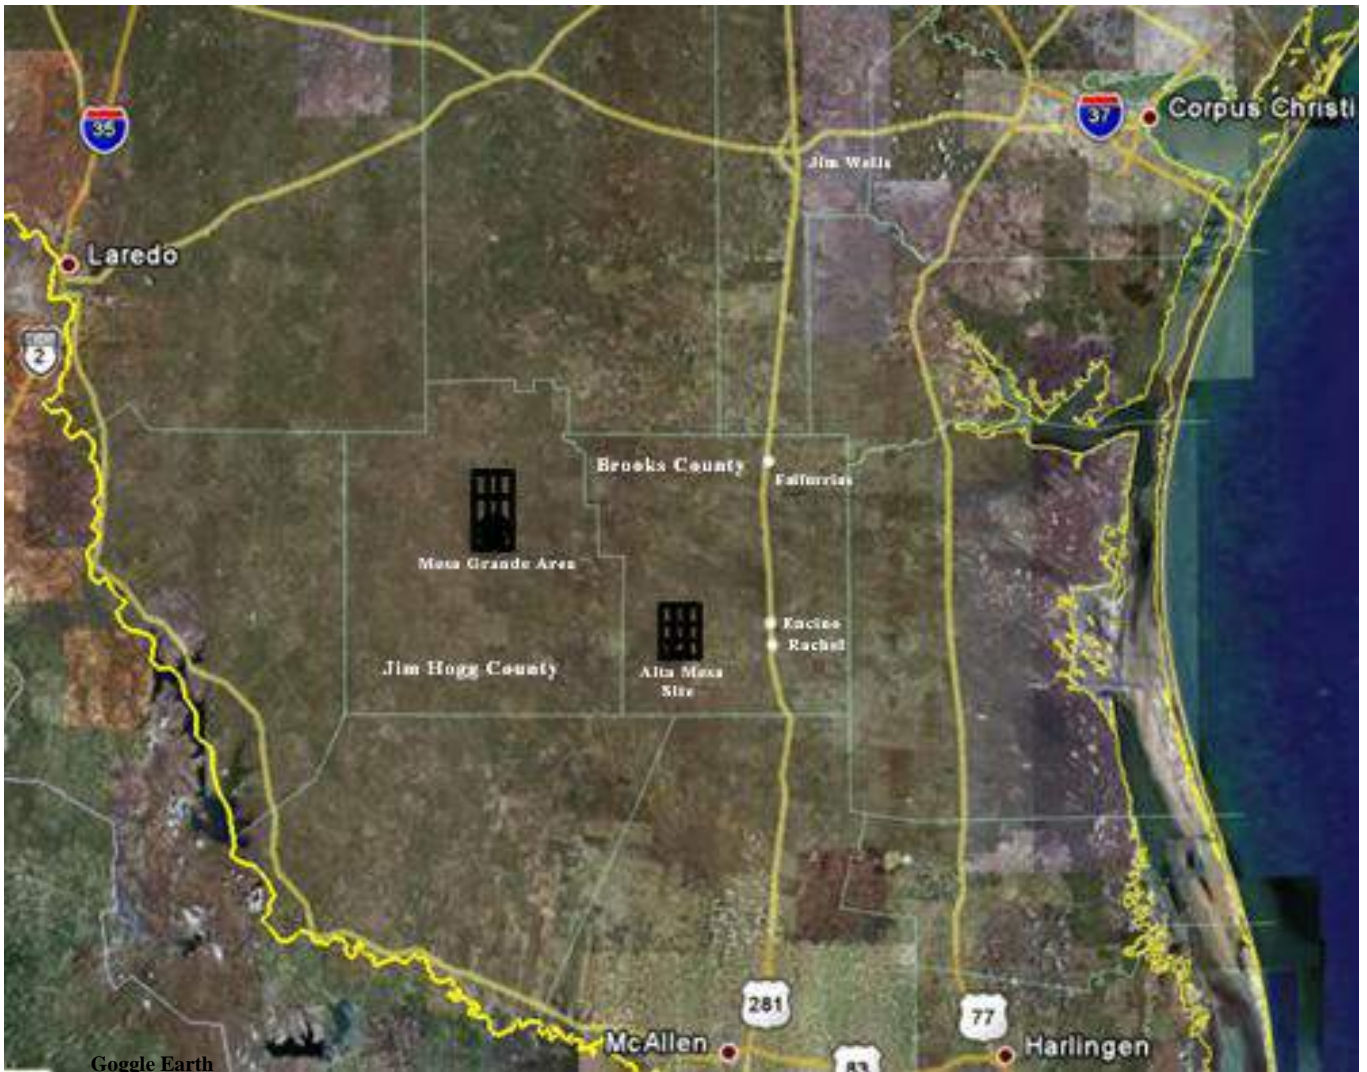 37
Corpus Christi
35
Jim Wells
Laredo
2
Brooks County
Falfurrias
Mesa Grande Area
Encino
Rachel
Jim Hogg County
Alta Mesa
Site
281
77
McAllen
Harlingen
83
Goggle Earth